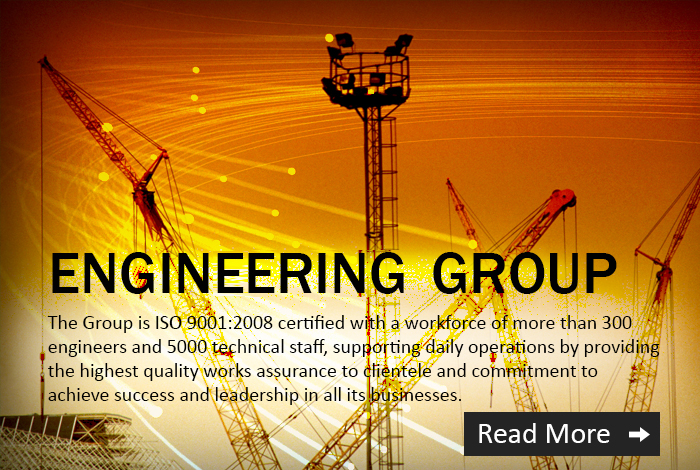 ENGINEERING GROUP
The Group is ISO 9001:2008 certified with a workforce of more than 300
engineers and 5000 technical staff, supporting daily operations by providing
the highest quality works assurance to clientele and commitment to
achieve success and leadership in all its businesses.
Read More